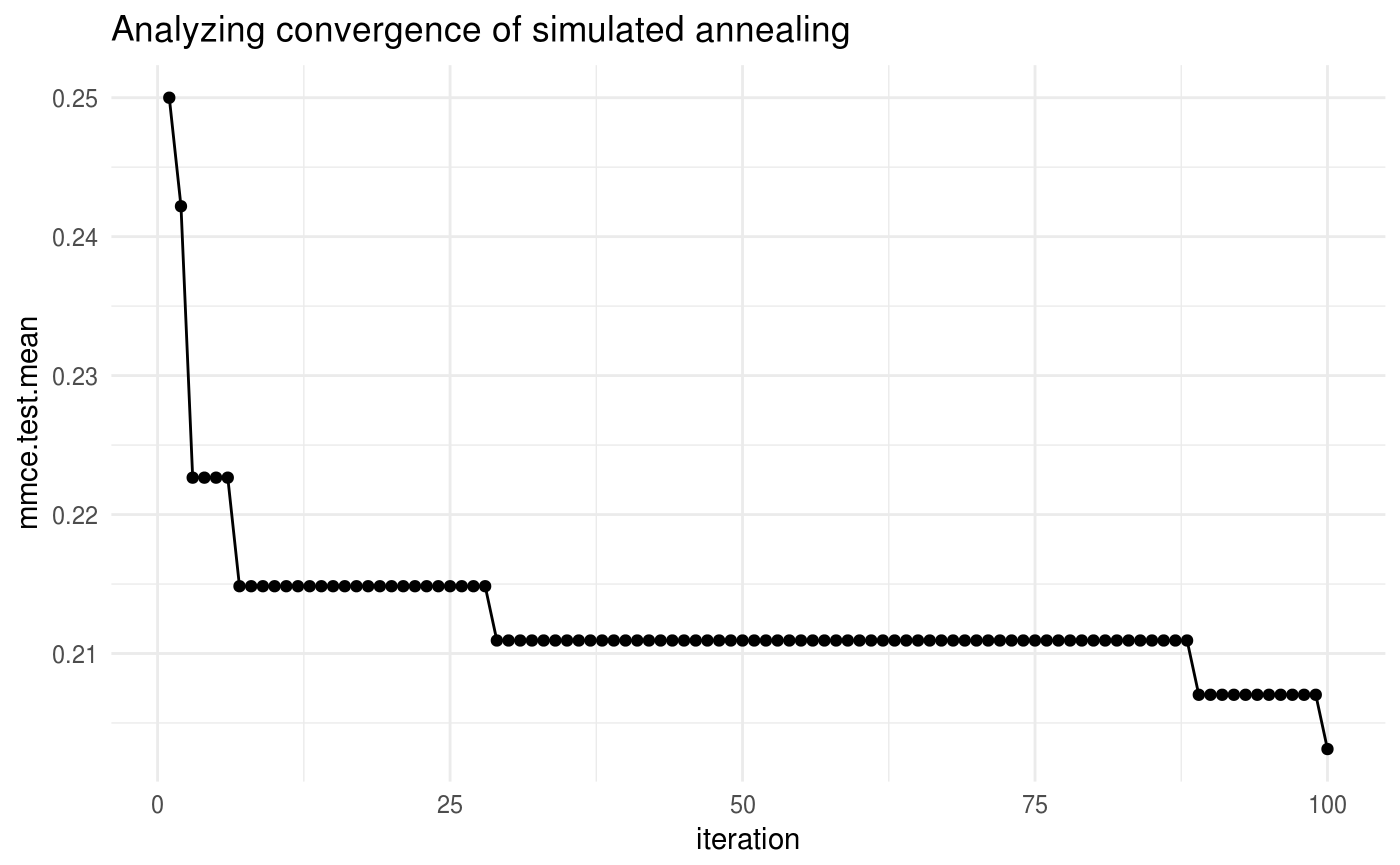 Analyzing convergence of simulated annealing
mmce.test.mean
0.25
0.24
0.23
0.22
0.21
0 25 50 75 100
iteration